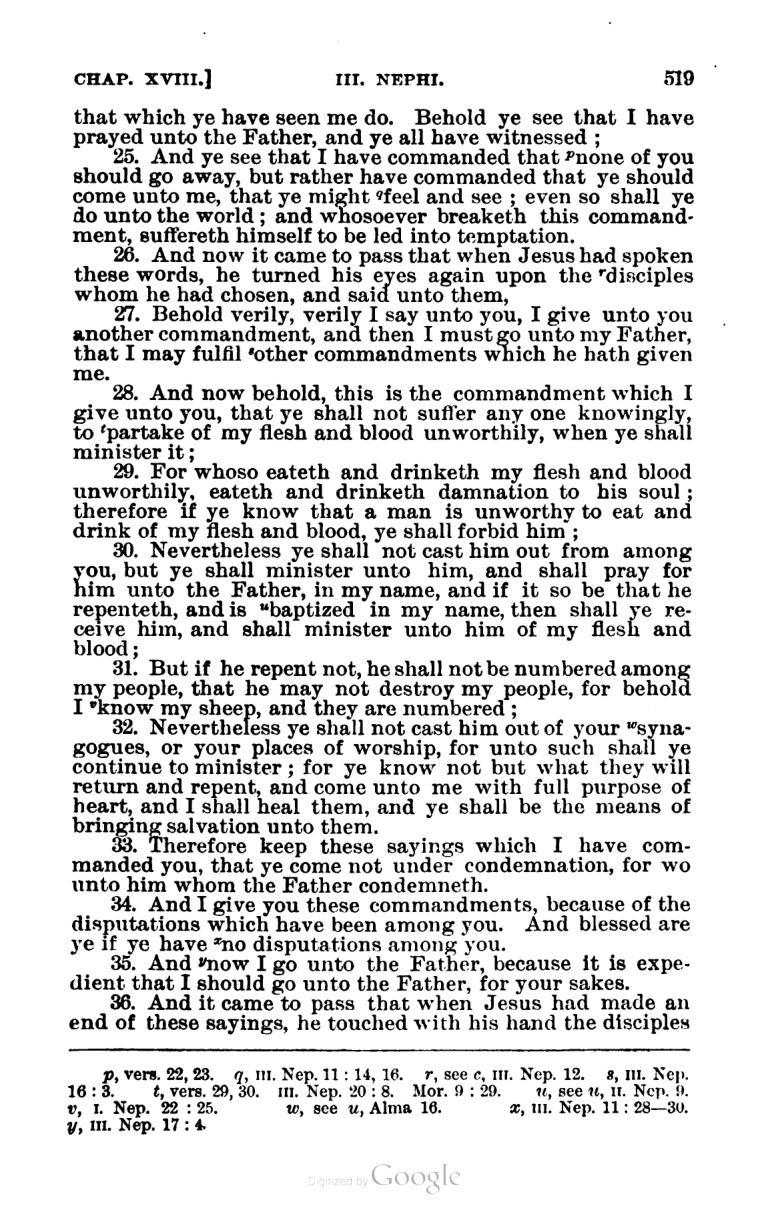 CHAP. XVIII.] III. NEPHI. 519
that which ye have seen me do. Behold ye see that I have
prayed unto the Father, and ye all have witnessed ;
25. And ye see that I have commanded that pnone of you
should go away, but rather have commanded that ye should
come unto me, that ye might qfeel and see ; even so shall ye
do unto the world ; and whosoever breaketh this command-
ment, suffereth himself to be led into temptation.
26. And now it came to pass that when Jesus had spoken
these words, he turned his eyes again upon the rdisciples
whom he had chosen, and said unto them,
27. Behold verily, verily I say unto you, I give unto you
another commandment, and then I must go unto my Father,
that I may fulfil sother commandments which he hath given
me.
28. And now behold, this is the commandment which I
give unto you, that ye shall not suffer any one knowingly,
to tpartake of my flesh and blood unworthily, when ye shall
minister it ;
29. For whoso eateth and drinketh my flesh and blood
unworthily, eateth and drinketh damnation to his soul ;
therefore if ye know that a man is unworthy to eat and
drink of my flesh and blood, ye shall forbid him ;
30. Nevertheless ye shall not cast him out from among
you, but ye shall minister unto him, and shall pray for
him unto the Father, in my name, and if it so be that he
repenteth, and is ubaptized in my name, then shall ye re-
ceive him, and shall minister unto him of my flesh and
blood ;
31. But if he repent not, he shall not be numbered among
my people, that he may not destroy my people, for behold
I vknow my sheep, and they are numbered ;
32. Nevertheless ye shall not cast him out of your wsyna-
gogues, or your places of worship, for unto such shall ye
continue to minister ; for ye know not but what they will
return and repent, and come unto me with full purpose of
heart, and I shall heal them, and ye shall be the means of
bringing salvation unto them.
33. Therefore keep these sayings which I have com-
manded you, that ye come not under condemnation, for wo
unto him whom the Father condemneth.
34. And I give you these commandments, because of the
disputations which have been among you. And blessed are
ye if ye have xno disputations among you.
35. And ynow I go unto the Father, because it is expe-
dient that I should go unto the Father, for your sakes.
36. And it came to pass that when Jesus had made an
end of these sayings, he touched with his hand the disciples
p, vers. 22, 23. q, III. Nep. 11 : 14, 16. r, see c, III. Nep. 12. s, III. Nep.
16 : 3. t, vers. 29, 30. III. Nep. 20 : 8. Mor. 9 : 29. u, see u, II. Nep. 9.
v, I. Nep. 22 : 25. w, see u, Alma 16. x, III. Nep. 11 : 28—30.
y, III. Nep. 17 : 4.
Digitized by Google